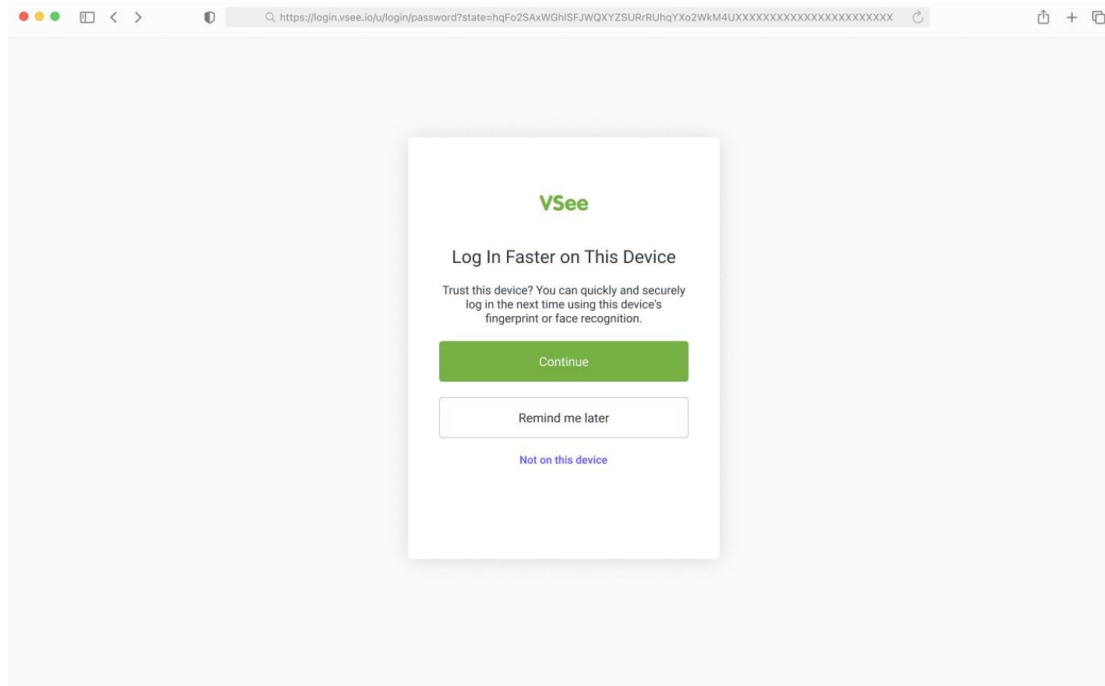 https://login.vsee.io/u/login/password?state=hqFo2SAxWGhISFJWQXYZSURrRUhqYXo2WkM4UXXXXXXXXXXXXXXXXXXXXXXXX
VSee
Log In Faster on This Device
Trust this device? You can quickly and securely
log in the next time using this device's
fingerprint or face recognition.
Continue
Remind me later
Not on this device